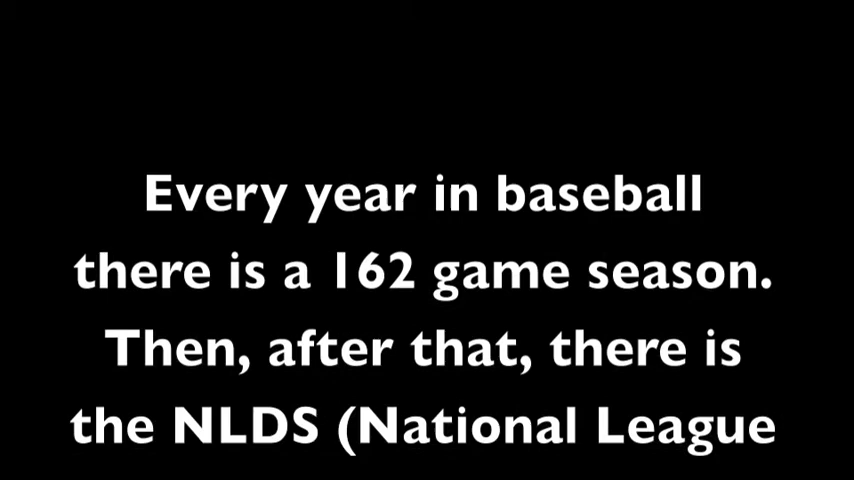 Every year in baseball
there is a 162 game season.
Then, after that, there is
the NLDS (National League